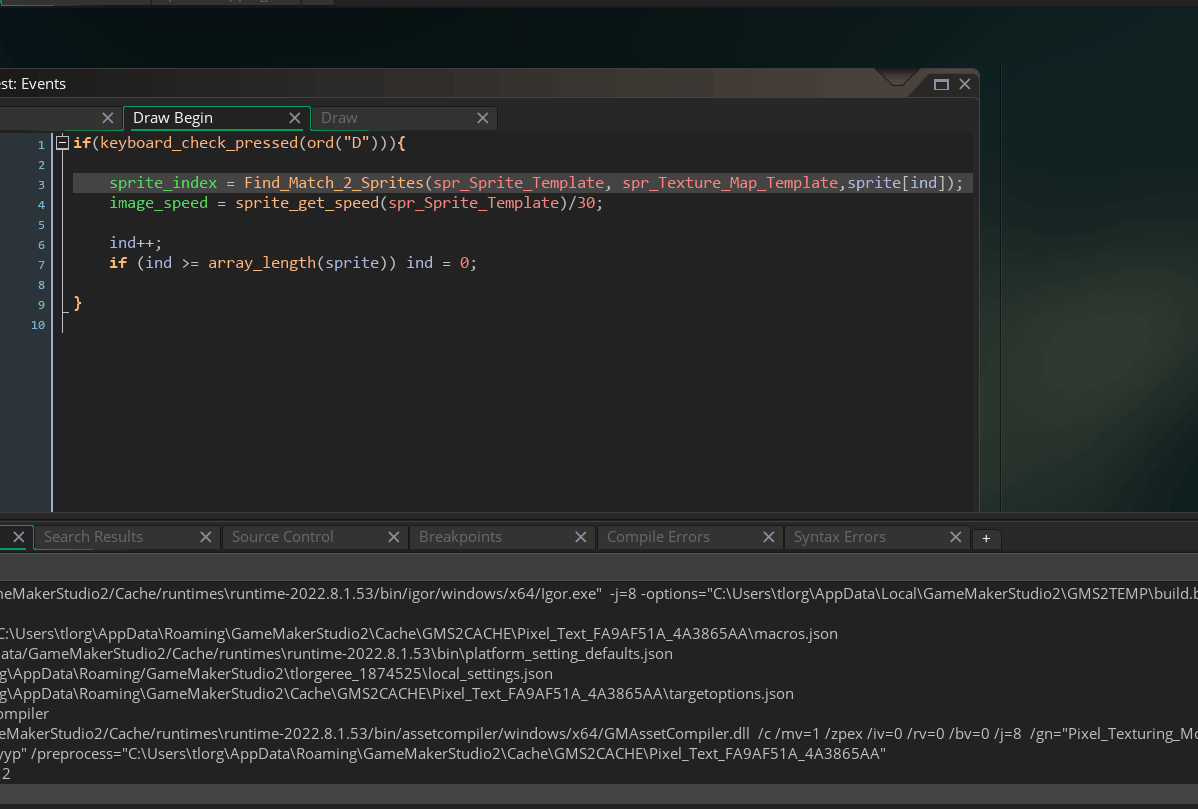 est: Events
Draw Begin
Draw
1 if(keyboard_check_pressed(ord("D"))){
2
3 sprite_index = Find_Match_2_Sprites(spr_Sprite_Template, spr_Texture_Map_Template,sprite[ind]);
4 image_speed = sprite_get_speed(spr_Sprite_Template)/30;
5
6 ind++;
7 if (ind >= array_length(sprite)) ind = 0;
8
9 }
10
Search Results Source Control Breakpoints Compile Errors Syntax Errors +
meMakerStudio2/Cache/runtimes\runtime-2022.8.1.53/bin/igor/windows/x64/Igor.exe" -j=8 -options="C:\Users\tlorg\AppData\Local\GameMakerStudio2\GMS2TEMP\build.b
C:\Users\tlorg\AppData\Roaming\GameMakerStudio2\Cache\GMS2CACHE\Pixel_Text_FA9AF51A_4A3865AA\macros.json
ata/GameMakerStudio2/Cache/runtimes\runtime-2022.8.1.53\bin\platform_setting_defaults.json
g\AppData\Roaming/GameMakerStudio2\tlorgeree_1874525\local_settings.json
g\AppData\Roaming\GameMakerStudio2\Cache\GMS2CACHE\Pixel_Text_FA9AF51A_4A3865AA\targetoptions.json
ompiler
meMakerStudio2/Cache/runtimes\runtime-2022.8.1.53/bin/assetcompiler/windows/x64/GMAssetCompiler.dll /c /mv=1 /zpex /iv=0 /rv=0 /bv=0 /j=8 /gn="Pixel_Texturing_Mo
yyp" /preprocess="C:\Users\tlorg\AppData\Roaming\GameMakerStudio2\Cache\GMS2CACHE\Pixel_Text_FA9AF51A_4A3865AA"
2